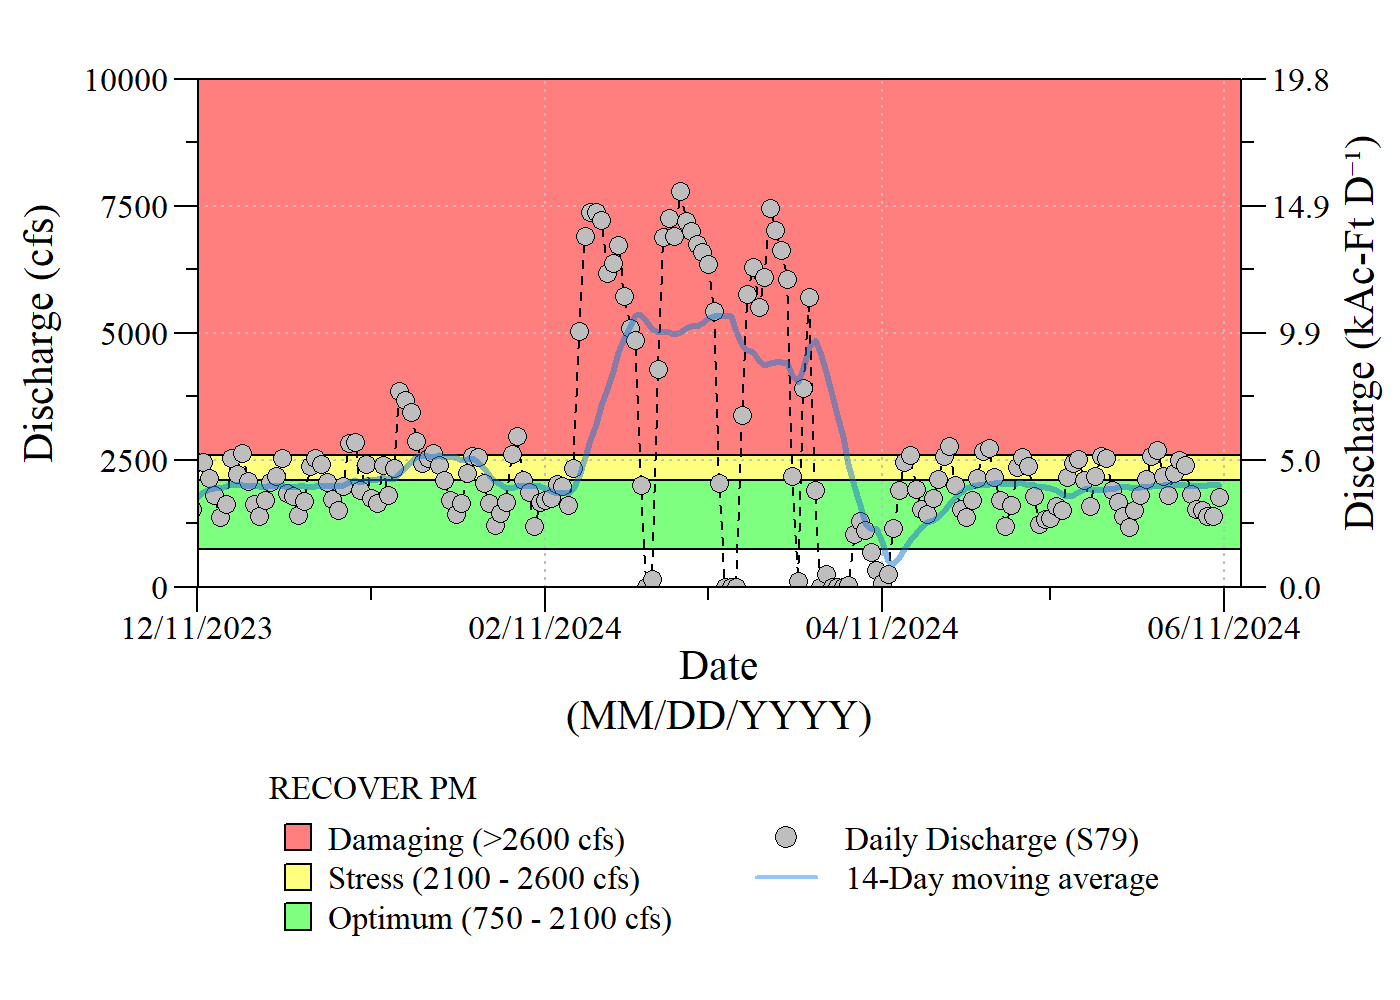 10000
7500
5000
2500
0
Discharge (cfs)
19.8
14.9
9.9
5.0
0.0
Discharge (kAc-Ft D⁻¹)
12/11/2023
02/11/2024
04/11/2024
06/11/2024
Date
(MM/DD/YYYY)
RECOVER PM
Damaging (>2600 cfs)
Stress (2100 - 2600 cfs)
Optimum (750 - 2100 cfs)
Daily Discharge (S79)
14-Day moving average